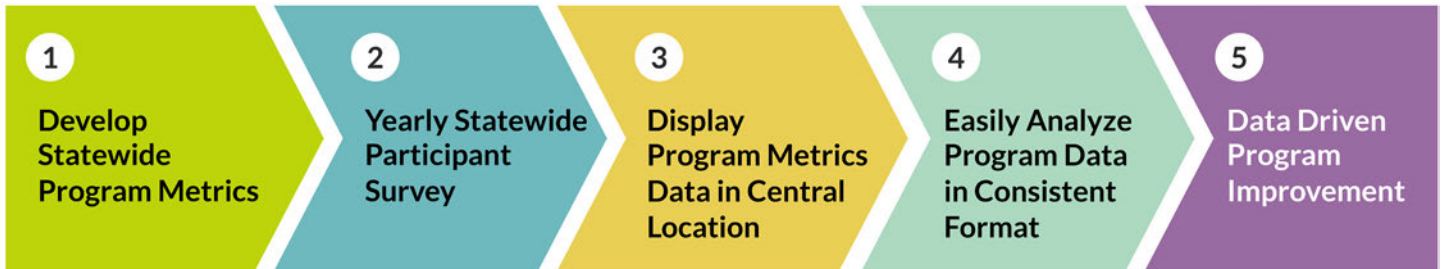 1
Develop
Statewide
Program Metrics
2
Yearly Statewide
Participant
Survey
3
Display
Program Metrics
Data in Central
Location
4
Easily Analyze
Program Data
in Consistent
Format
5
Data Driven
Program
Improvement